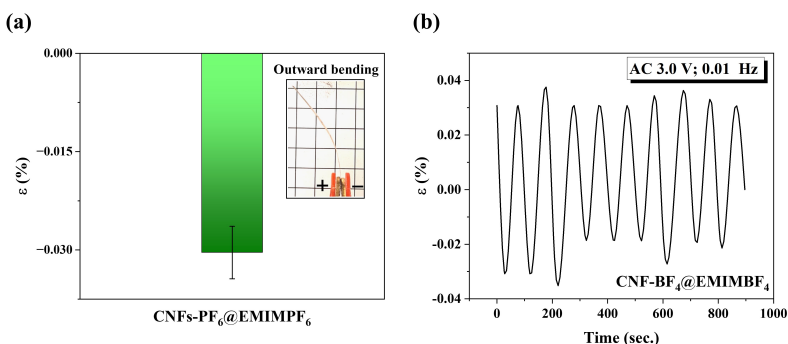 (a)
0.000
−0.015
−0.030
ε (%)
Outward bending
+ −
CNFs-PF₆@EMIMPF₆
(b)
AC 3.0 V; 0.01 Hz
0.04
0.02
0.00
-0.02
-0.04
ε (%)
CNF-BF₄@EMIMBF₄
0 200 400 600 800 1000
Time (sec.)